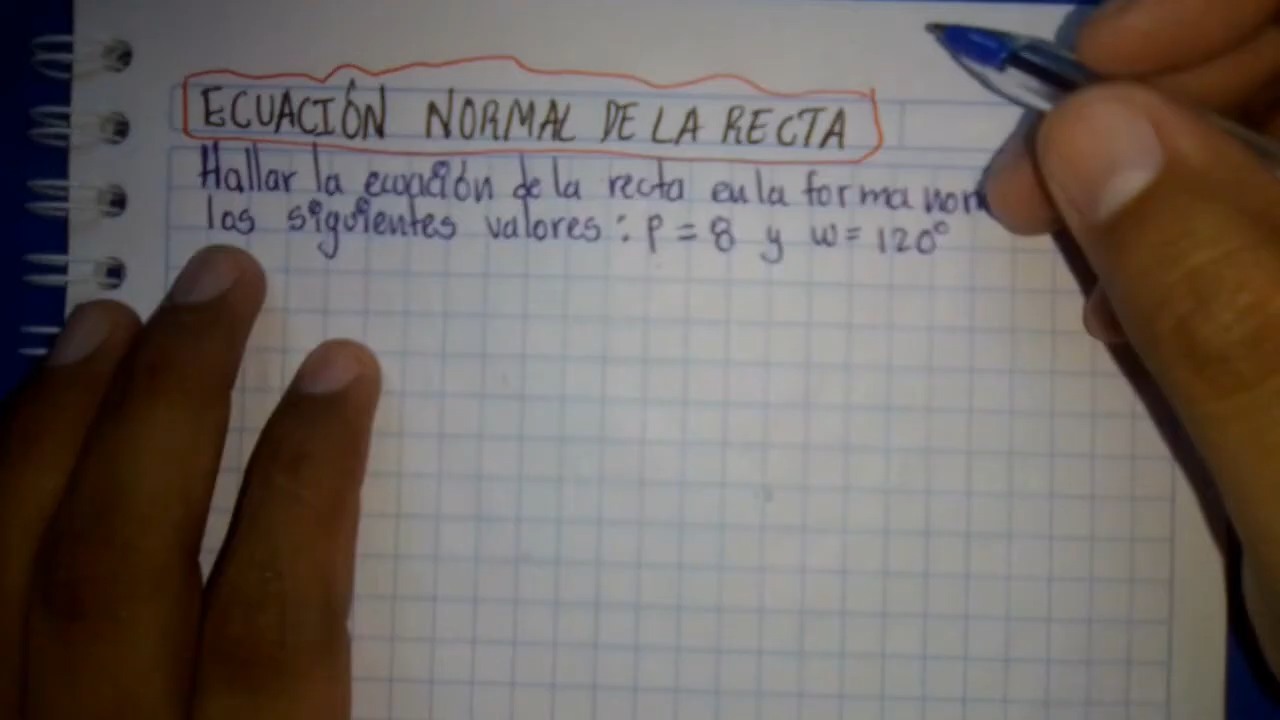 ECUACIÓN NORMAL DE LA RECTA
Hallar la ecuación de la recta en la forma
los siguientes valores: P = 8 y w = 120°